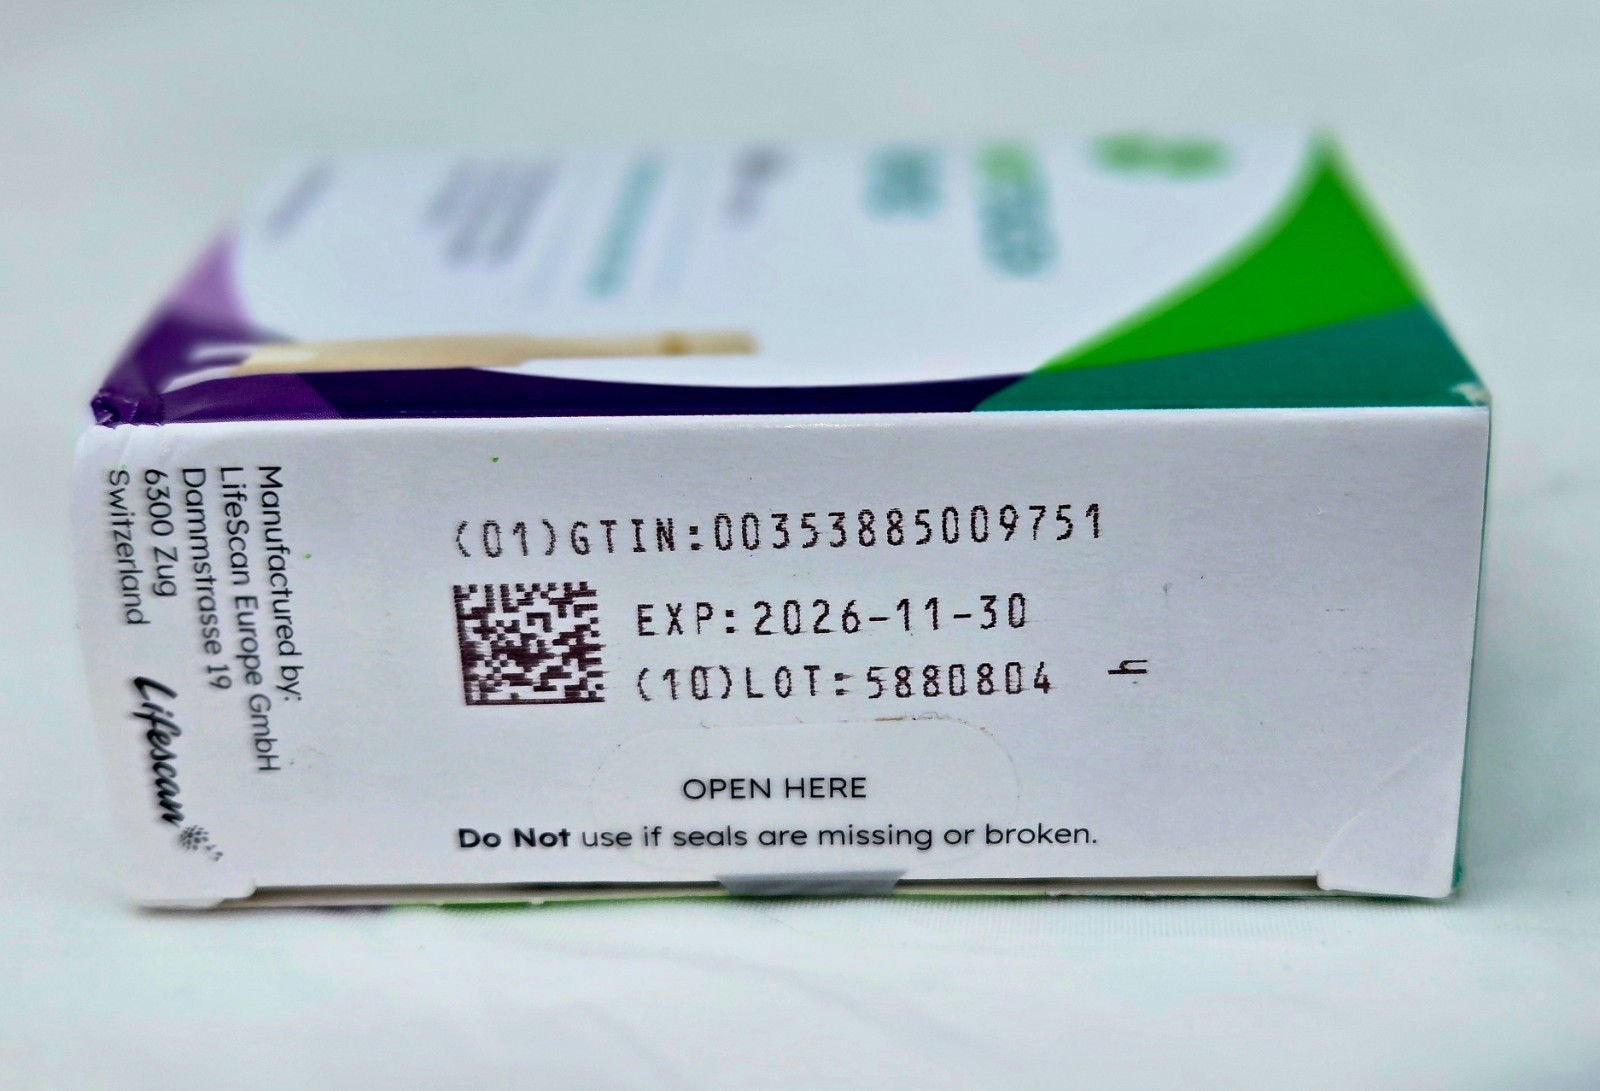 Manufactured by:
LifeScan Europe GmbH
Dammstrasse 19
6300 Zug
Switzerland
Lifescan
(01)GTIN:00353885009751
EXP:2026-11-30
(10)LOT:5880804
OPEN HERE
Do Not use if seals are missing or broken.